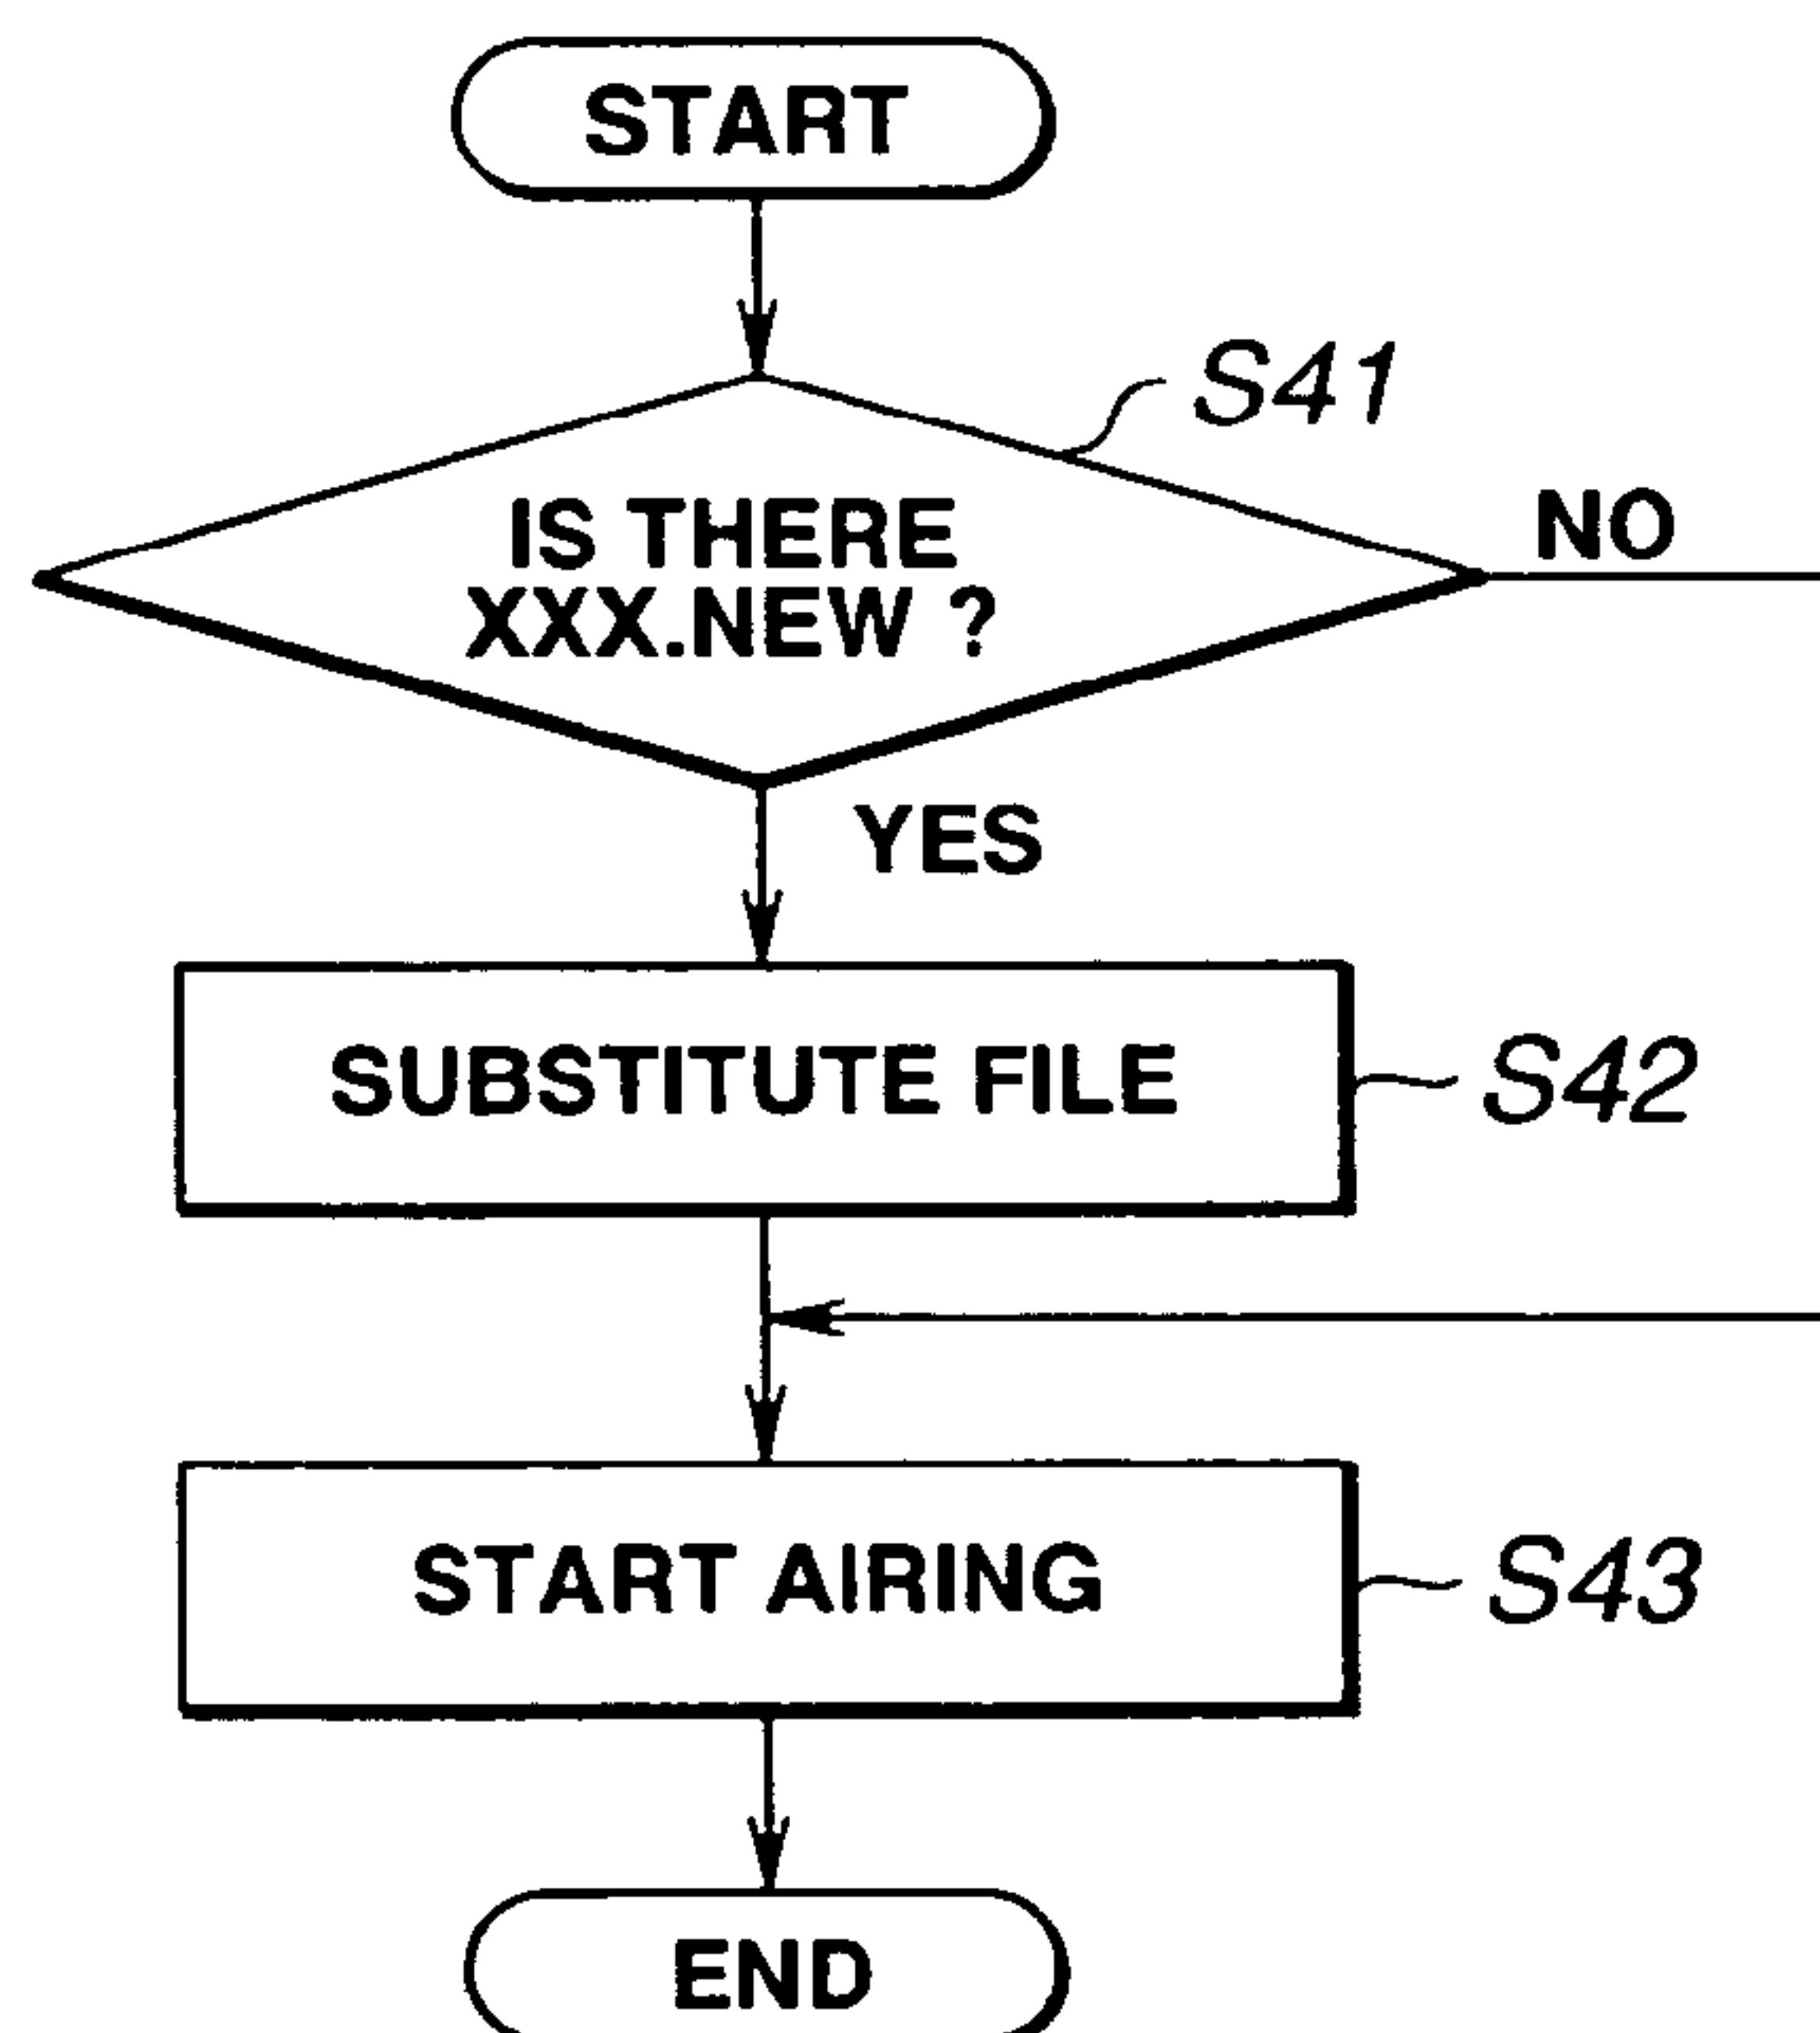 START
S41
IS THERE
XXX.NEW ?
NO
YES
SUBSTITUTE FILE
S42
START AIRING
S43
END